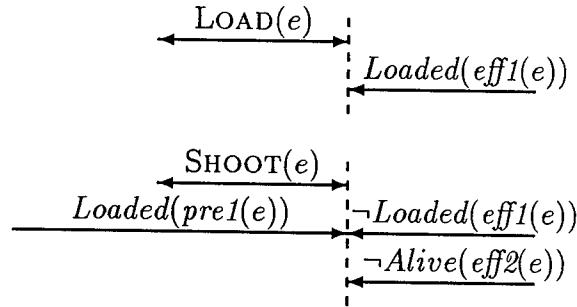 LOAD(e)
Loaded(eff1(e))
SHOOT(e)
Loaded(pre1(e)) ¬Loaded(eff1(e))
¬Alive(eff2(e))